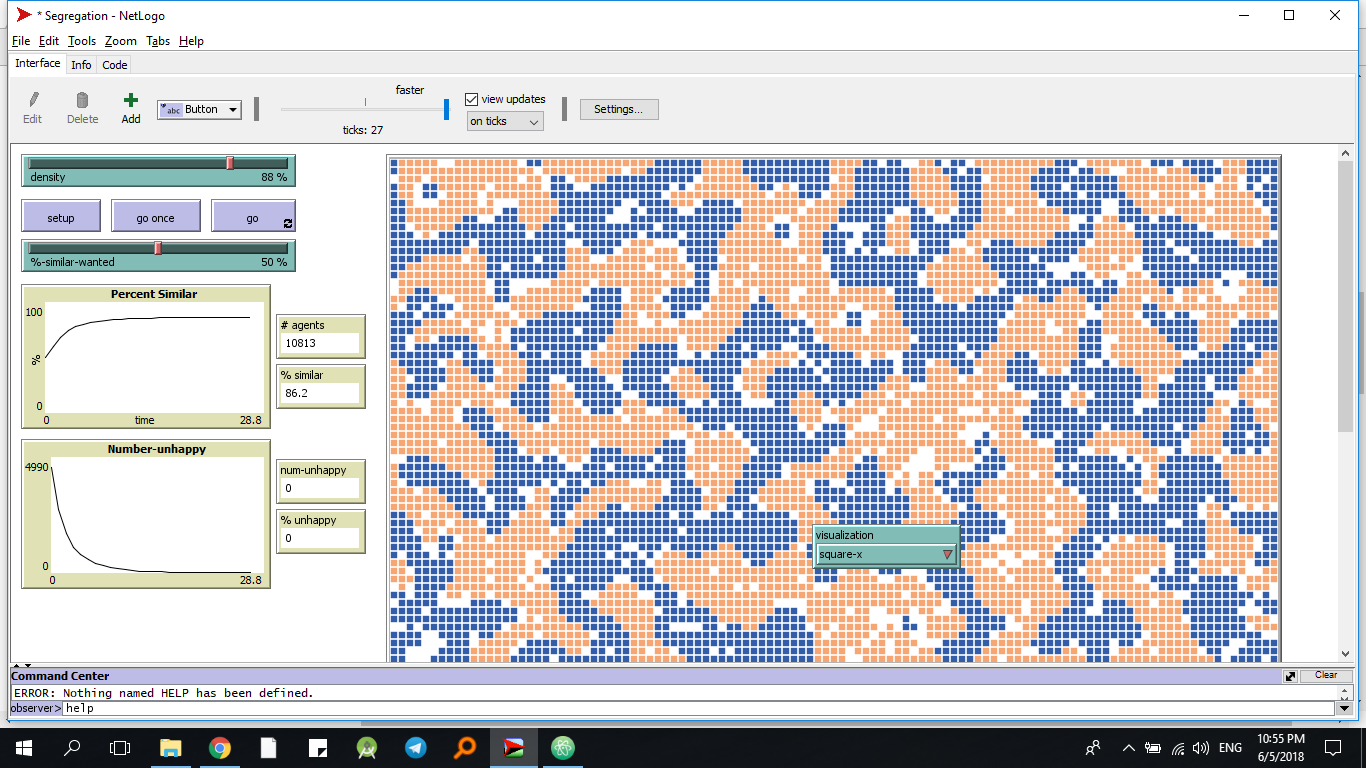 * Segregation - NetLogo
File Edit Tools Zoom Tabs Help
Interface Info Code
Edit
Delete
Add
abc Button
faster
ticks: 27
view updates
on ticks
Settings...
density 88 %
setup
go once
go
%-similar-wanted 50 %
Percent Similar
100
%
0
0 time 28.8
# agents
10813
% similar
86.2
Number-unhappy
4990
0
0 28.8
num-unhappy
0
% unhappy
0
visualization
square-x
Command Center
Clear
ERROR: Nothing named HELP has been defined.
observer> help
ENG
10:55 PM
6/5/2018